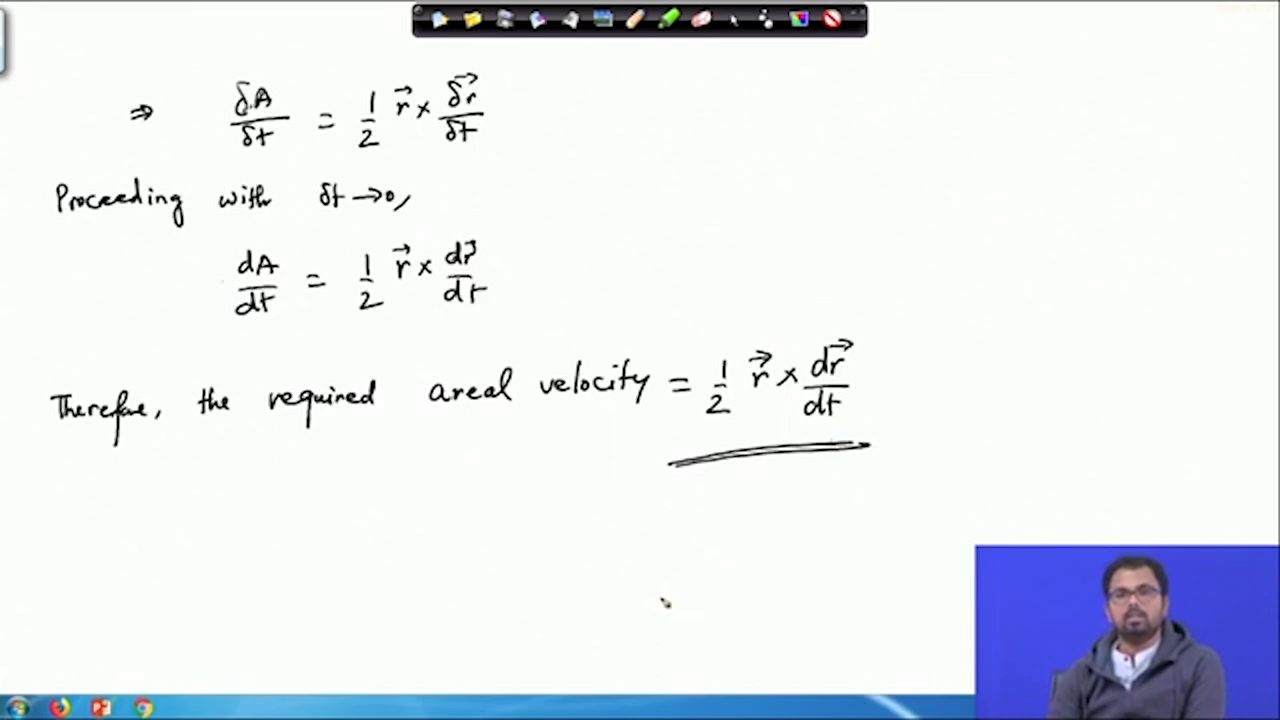 ⇒ δA/δt = 1/2 r⃗ × δr⃗/δt
Proceeding with δt → 0,
dA/dt = 1/2 r⃗ × dr⃗/dt
Therefore, the required areal velocity = 1/2 r⃗ × dr⃗/dt